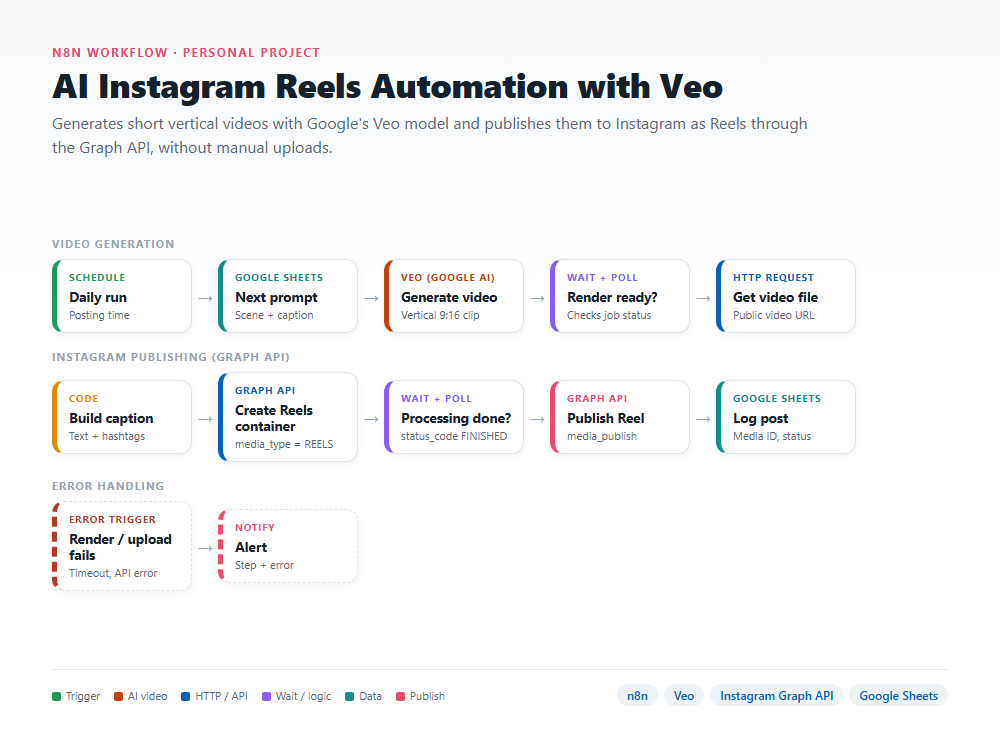 N8N WORKFLOW · PERSONAL PROJECT
AI Instagram Reels Automation with Veo
Generates short vertical videos with Google's Veo model and publishes them to Instagram as Reels through
the Graph API, without manual uploads.
VIDEO GENERATION
SCHEDULE
Daily run
Posting time
→
GOOGLE SHEETS
Next prompt
Scene + caption
→
VEO (GOOGLE AI)
Generate video
Vertical 9:16 clip
→
WAIT + POLL
Render ready?
Checks job status
→
HTTP REQUEST
Get video file
Public video URL
INSTAGRAM PUBLISHING (GRAPH API)
CODE
Build caption
Text + hashtags
→
GRAPH API
Create Reels
container
media_type = REELS
→
WAIT + POLL
Processing done?
status_code FINISHED
→
GRAPH API
Publish Reel
media_publish
→
GOOGLE SHEETS
Log post
Media ID, status
ERROR HANDLING
ERROR TRIGGER
Render / upload
fails
Timeout, API error
→
NOTIFY
Alert
Step + error
Trigger
AI video
HTTP / API
Wait / logic
Data
Publish
n8n
Veo
Instagram Graph API
Google Sheets